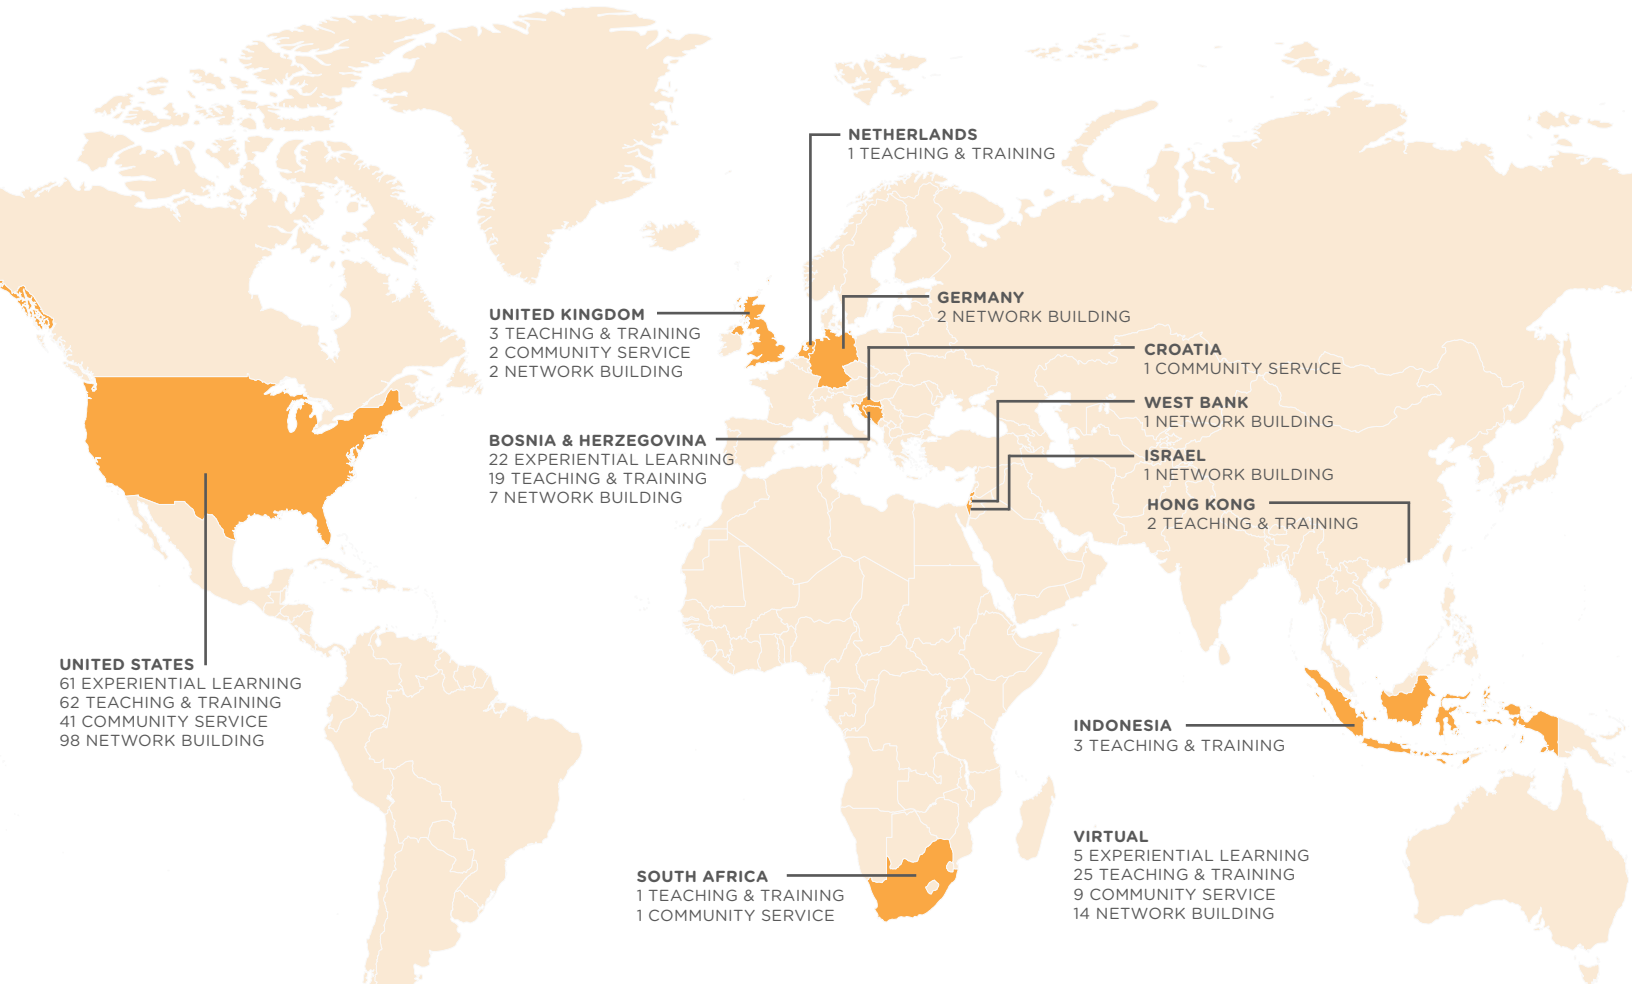 NETHERLANDS
1 TEACHING & TRAINING
GERMANY
2 NETWORK BUILDING
UNITED KINGDOM
3 TEACHING & TRAINING
2 COMMUNITY SERVICE
2 NETWORK BUILDING
CROATIA
1 COMMUNITY SERVICE
WEST BANK
1 NETWORK BUILDING
BOSNIA & HERZEGOVINA
22 EXPERIENTIAL LEARNING
19 TEACHING & TRAINING
7 NETWORK BUILDING
ISRAEL
1 NETWORK BUILDING
HONG KONG
2 TEACHING & TRAINING
UNITED STATES
61 EXPERIENTIAL LEARNING
62 TEACHING & TRAINING
41 COMMUNITY SERVICE
98 NETWORK BUILDING
INDONESIA
3 TEACHING & TRAINING
VIRTUAL
5 EXPERIENTIAL LEARNING
25 TEACHING & TRAINING
9 COMMUNITY SERVICE
14 NETWORK BUILDING
SOUTH AFRICA
1 TEACHING & TRAINING
1 COMMUNITY SERVICE